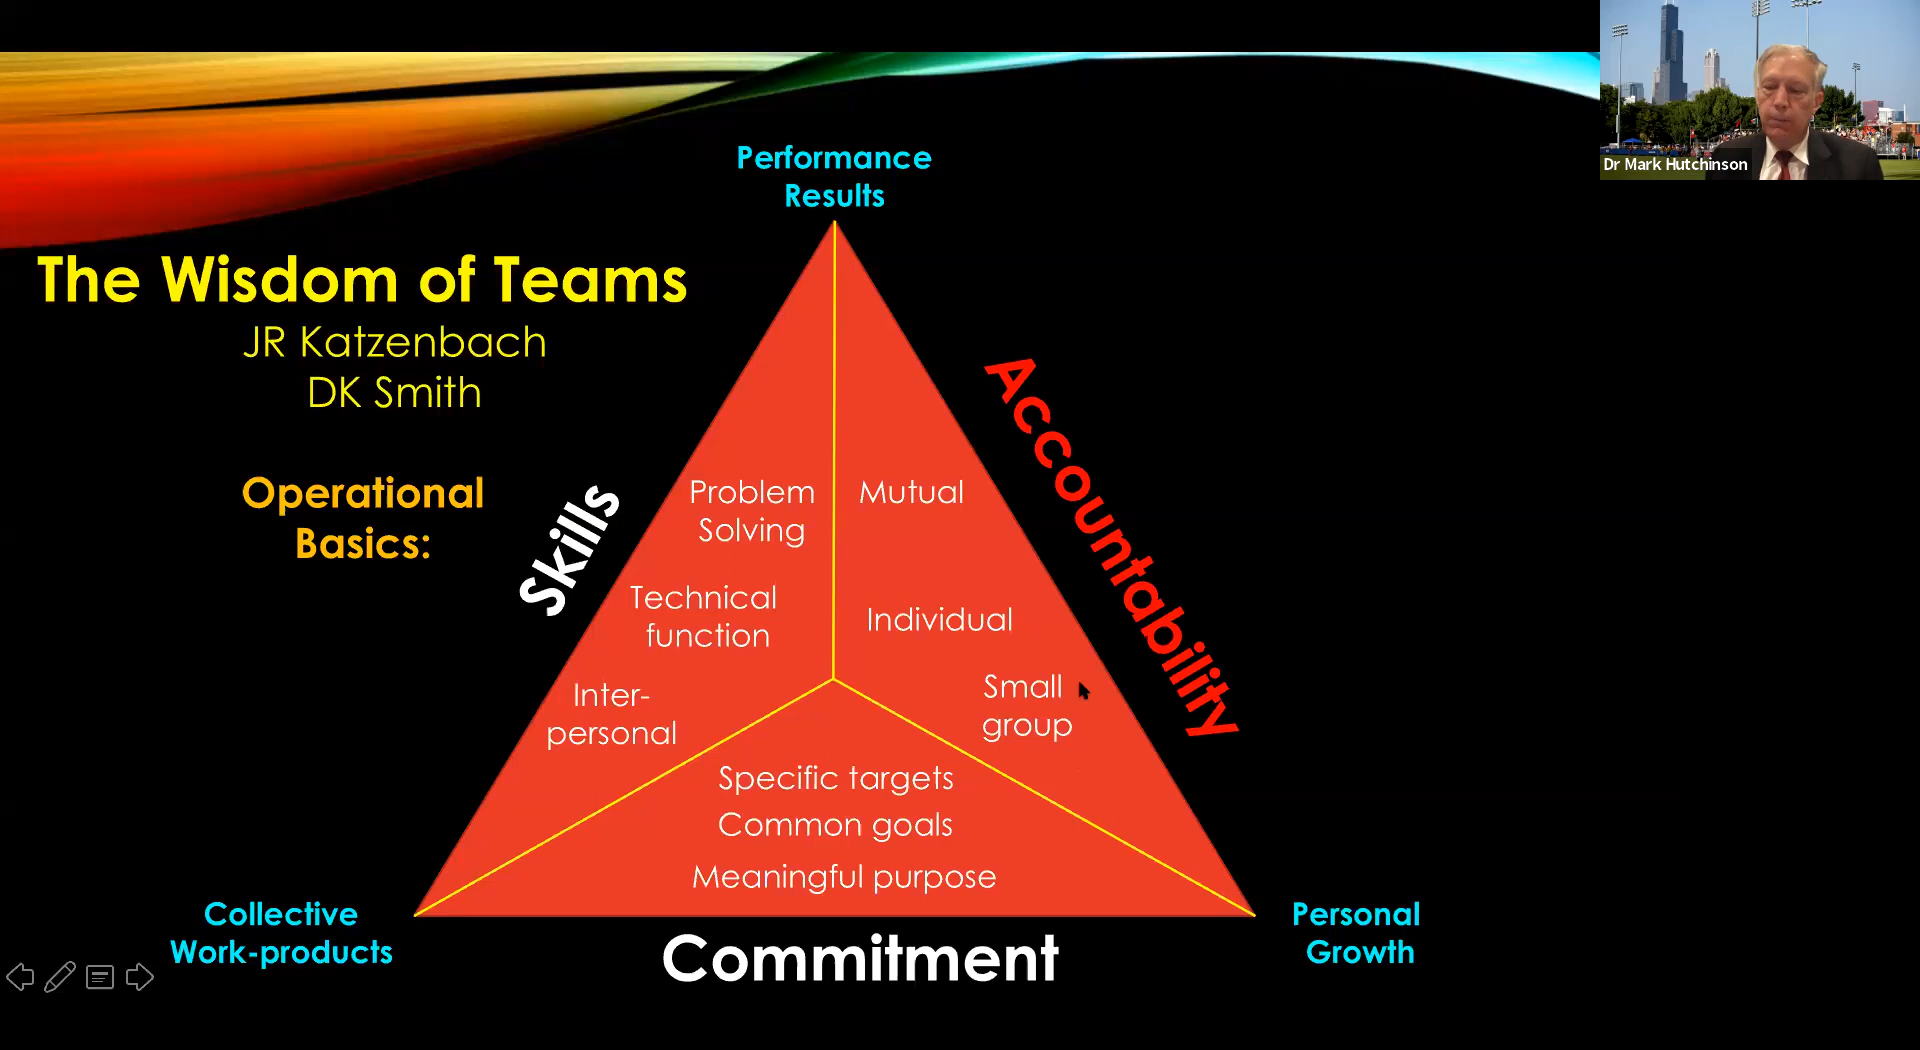 Dr Mark Hutchinson
Performance
Results
The Wisdom of Teams
JR Katzenbach
DK Smith
Operational
Basics:
Skills
Accountability
Problem
Solving
Technical
function
Inter-
personal
Mutual
Individual
Small
group
Specific targets
Common goals
Meaningful purpose
Collective
Work-products
Commitment
Personal
Growth